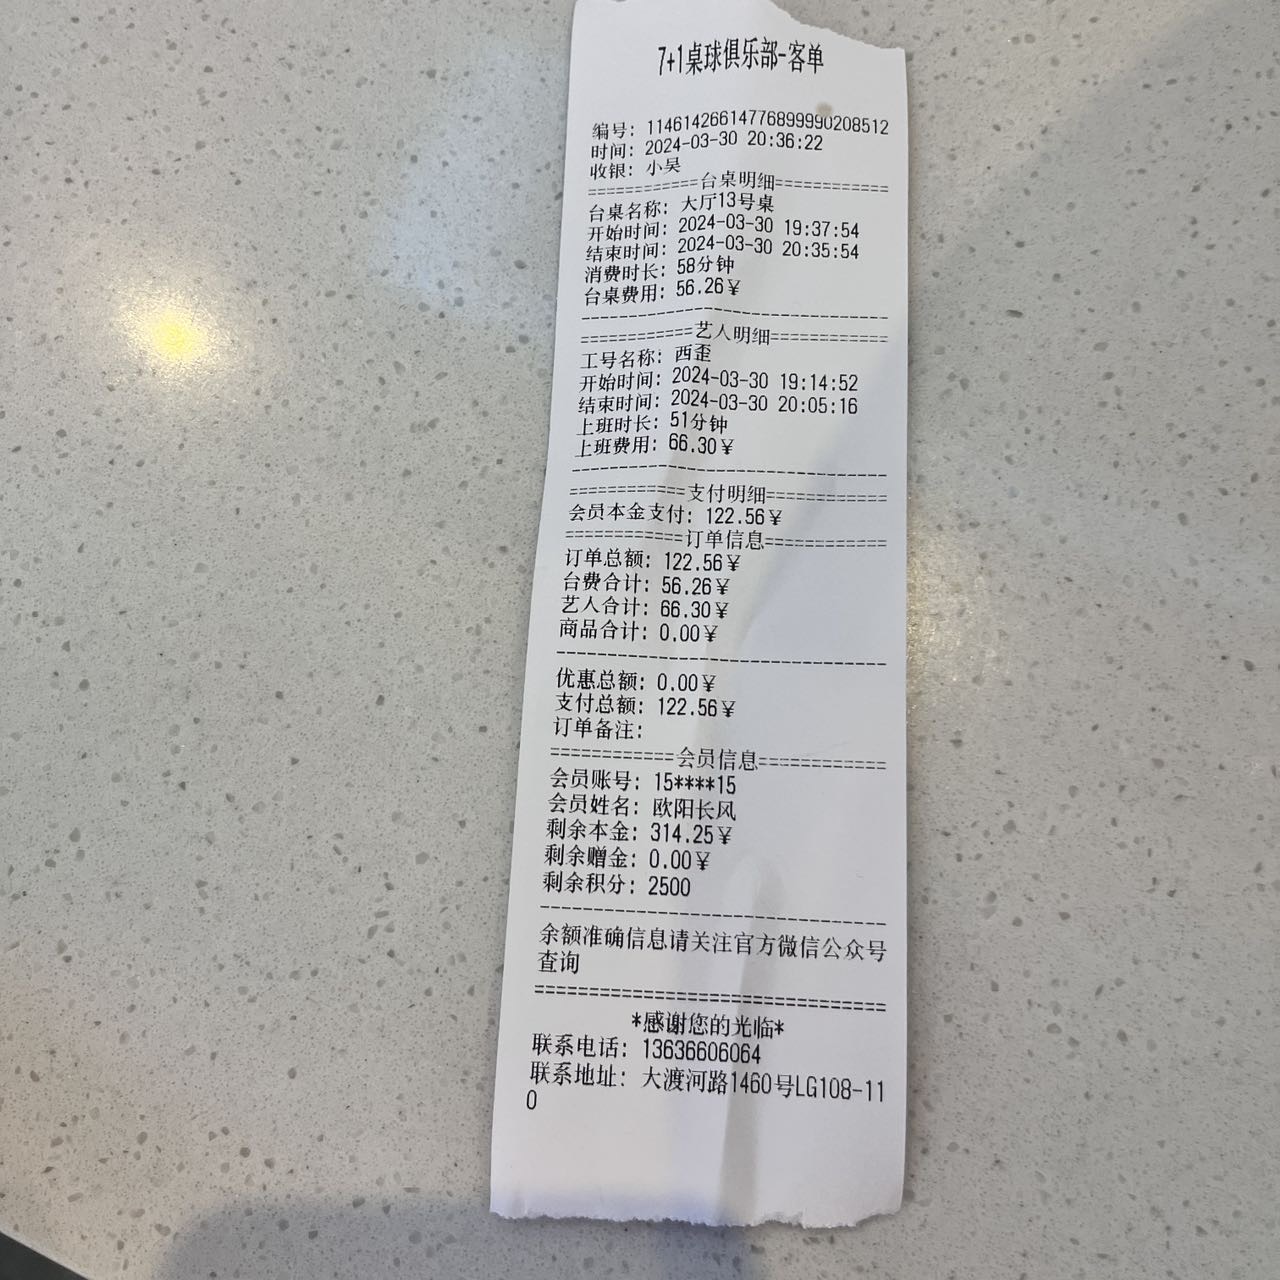 7+1桌球俱乐部-客单
编号: 1146142661477689999​0208512
时间: 2024-03-30 20:36:22
收银: 小吴
============台桌明细============
台桌名称: 大厅13号桌
开始时间: 2024-03-30 19:37:54
结束时间: 2024-03-30 20:35:54
消费时长: 58分钟
台桌费用: 56.26¥
--------------------------------
============艺人明细============
工号名称: 西歪
开始时间: 2024-03-30 19:14:52
结束时间: 2024-03-30 20:05:16
上班时长: 51分钟
上班费用: 66.30¥
--------------------------------
============支付明细============
会员本金支付: 122.56¥
============订单信息============
订单总额: 122.56¥
台费合计: 56.26¥
艺人合计: 66.30¥
商品合计: 0.00¥
--------------------------------
优惠总额: 0.00¥
支付总额: 122.56¥
订单备注:
============会员信息============
会员账号: 15****15
会员姓名: 欧阳长风
剩余本金: 314.25¥
剩余赠金: 0.00¥
剩余积分: 2500
--------------------------------
余额准确信息请关注官方微信公众号
查询
================================
*感谢您的光临*
联系电话: 13636606064
联系地址: 大渡河路1460号LG108-11
0